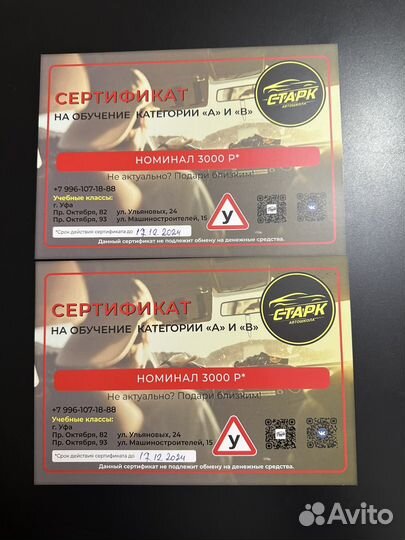 СЕРТИФИКАТ
НА ОБУЧЕНИЕ КАТЕГОРИИ «А» И «В»
СТАРК
АВТОШКОЛА
НОМИНАЛ 3000 Р*
Не актуально? Подари близким!
+7 996-107-18-88
Учебные классы:
г. Уфа
Пр. Октября, 82 ул. Ульяновых, 24
Пр. Октября, 93 ул. Машиностроителей, 15
У
*Срок действия сертификата до 17.12.2024
Данный сертификат не подлежит обмену на денежные средства.
СЕРТИФИКАТ
НА ОБУЧЕНИЕ КАТЕГОРИИ «А» И «В»
СТАРК
АВТОШКОЛА
НОМИНАЛ 3000 Р*
Не актуально? Подари близким!
+7 996-107-18-88
Учебные классы:
г. Уфа
Пр. Октября, 82 ул. Ульяновых, 24
Пр. Октября, 93 ул. Машиностроителей, 15
У
*Срок действия сертификата до 17.12.2024
Данный сертификат не подлежит обмену на денежные средства.
Avito